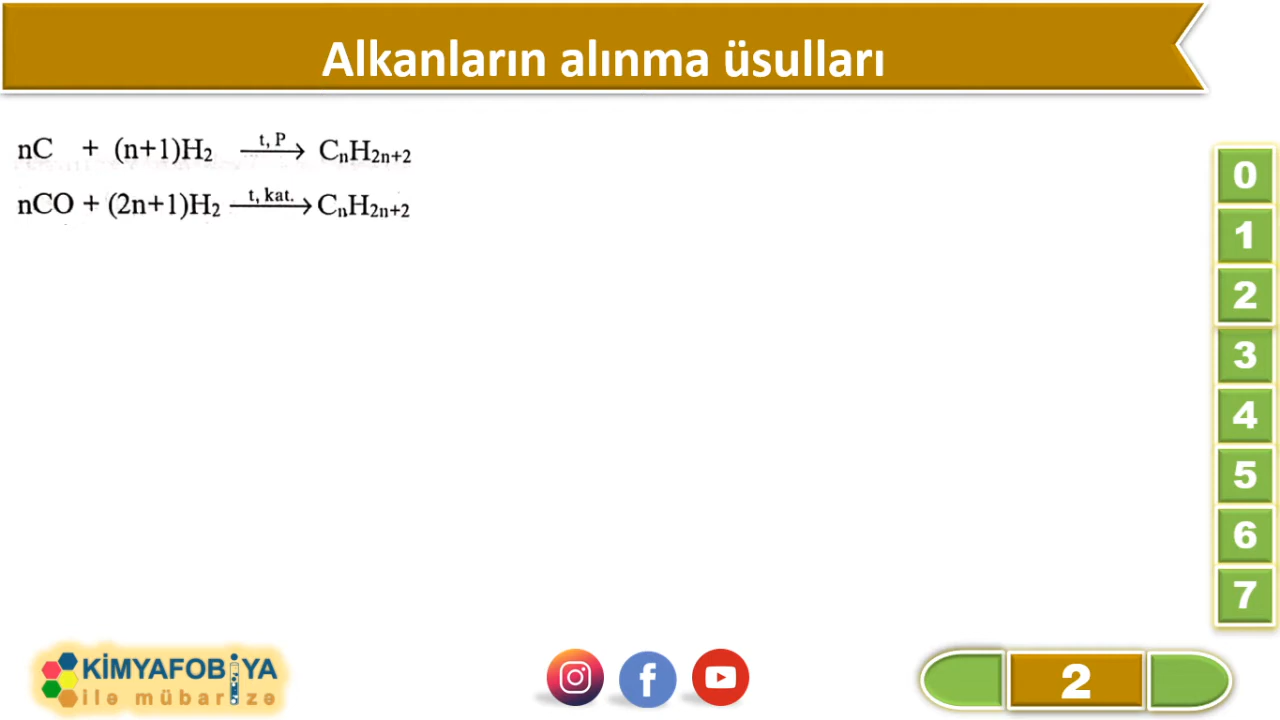 Alkanların alınma üsulları
nC + (n+1)H₂ —t, P→ CₙH₂ₙ₊₂
nCO + (2n+1)H₂ —t, kat.→ CₙH₂ₙ₊₂
0
1
2
3
4
5
6
7
KİMYAFOBİYA
ilə mübarizə
2